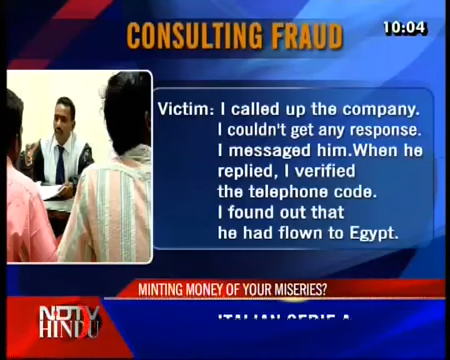 CONSULTING FRAUD
10:04
Victim: I called up the company.
I couldn't get any response.
I messaged him.When he
replied, I verified
the telephone code.
I found out that
he had flown to Egypt.
MINTING MONEY OF YOUR MISERIES?
NDTV
HINDU
ITALIAN SERIE A